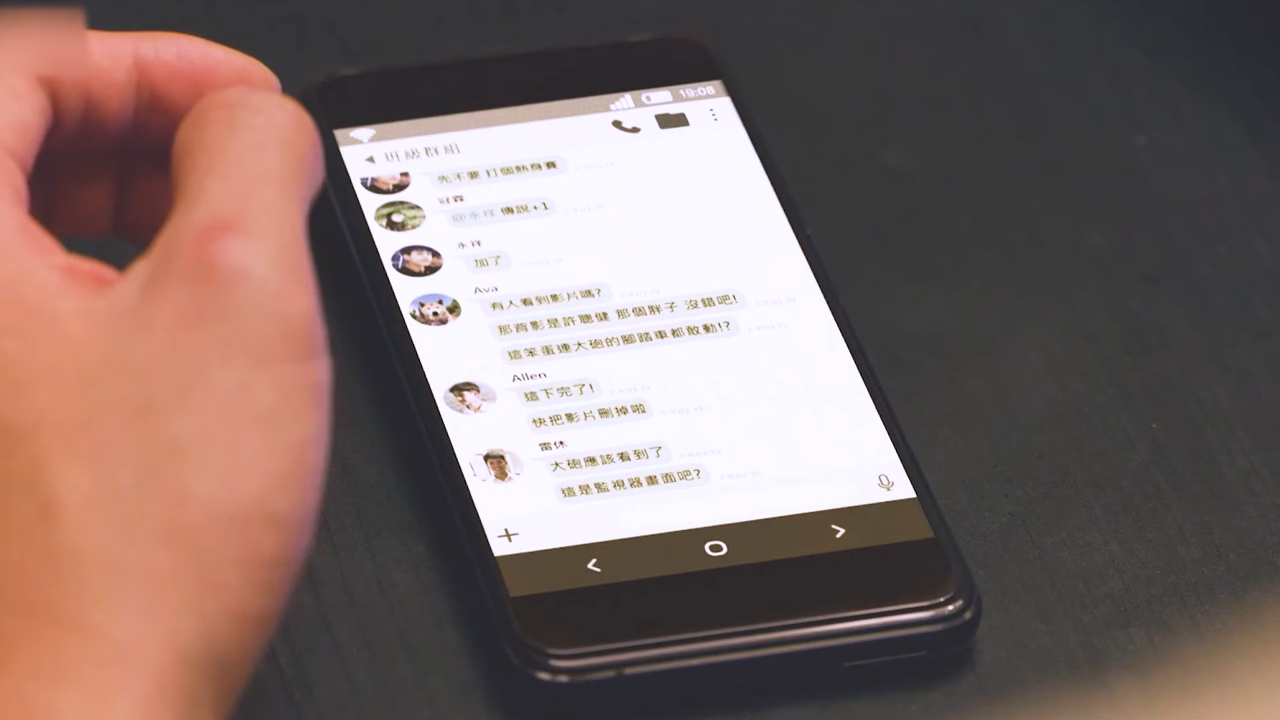 19:08
班級群組
先不要 打個熱身賽
冠霖
@永祥 傳說+1
永祥
加了
Ava
有人看到影片嗎?
那背影是許聰健 那個胖子 沒錯吧!
這笨蛋連大砲的腳踏車都敢動!?
Allen
這下完了!
快把影片刪掉啦
雷休
大砲應該看到了
這是監視器畫面吧?